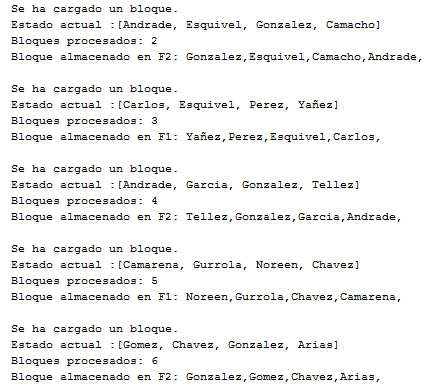 Se ha cargado un bloque.
Estado actual :[Andrade, Esquivel, Gonzalez, Camacho]
Bloques procesados: 2
Bloque almacenado en F2: Gonzalez,Esquivel,Camacho,Andrade,
Se ha cargado un bloque.
Estado actual :[Carlos, Esquivel, Perez, Yañez]
Bloques procesados: 3
Bloque almacenado en F1: Yañez,Perez,Esquivel,Carlos,
Se ha cargado un bloque.
Estado actual :[Andrade, Garcia, Gonzalez, Tellez]
Bloques procesados: 4
Bloque almacenado en F2: Tellez,Gonzalez,Garcia,Andrade,
Se ha cargado un bloque.
Estado actual :[Camarena, Gurrola, Noreen, Chavez]
Bloques procesados: 5
Bloque almacenado en F1: Noreen,Gurrola,Chavez,Camarena,
Se ha cargado un bloque.
Estado actual :[Gomez, Chavez, Gonzalez, Arias]
Bloques procesados: 6
Bloque almacenado en F2: Gonzalez,Gomez,Chavez,Arias,